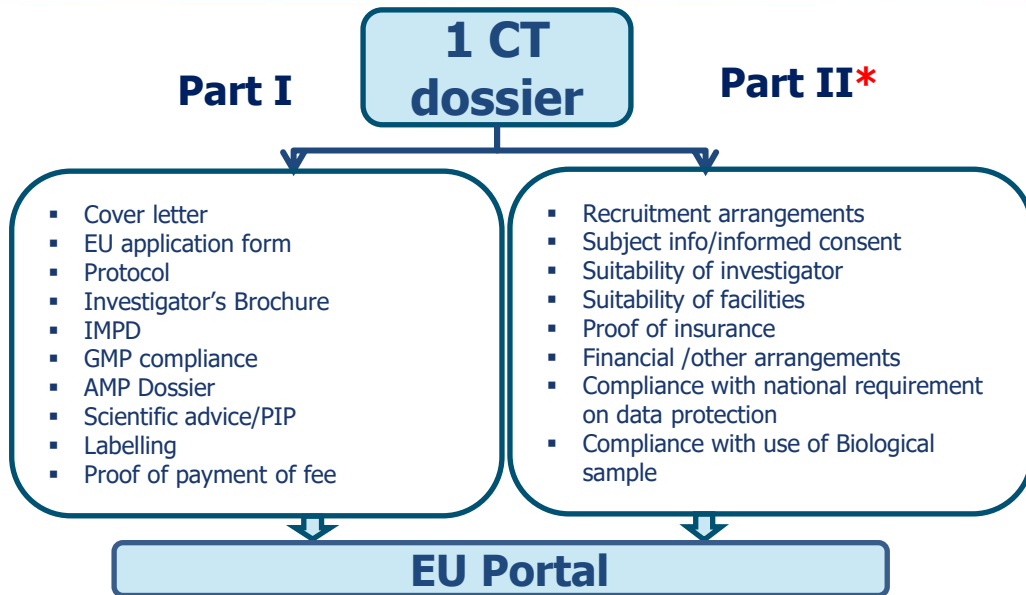 1 CT
dossier
Part I
Part II*
▪ Cover letter
▪ EU application form
▪ Protocol
▪ Investigator’s Brochure
▪ IMPD
▪ GMP compliance
▪ AMP Dossier
▪ Scientific advice/PIP
▪ Labelling
▪ Proof of payment of fee
▪ Recruitment arrangements
▪ Subject info/informed consent
▪ Suitability of investigator
▪ Suitability of facilities
▪ Proof of insurance
▪ Financial /other arrangements
▪ Compliance with national requirement
on data protection
▪ Compliance with use of Biological
sample
EU Portal